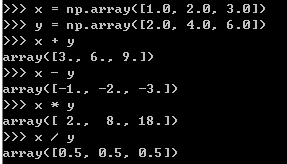 >>> x = np.array([1.0, 2.0, 3.0])
>>> y = np.array([2.0, 4.0, 6.0])
>>> x + y
array([3., 6., 9.])
>>> x - y
array([-1., -2., -3.])
>>> x * y
array([ 2.,  8., 18.])
>>> x / y
array([0.5, 0.5, 0.5])